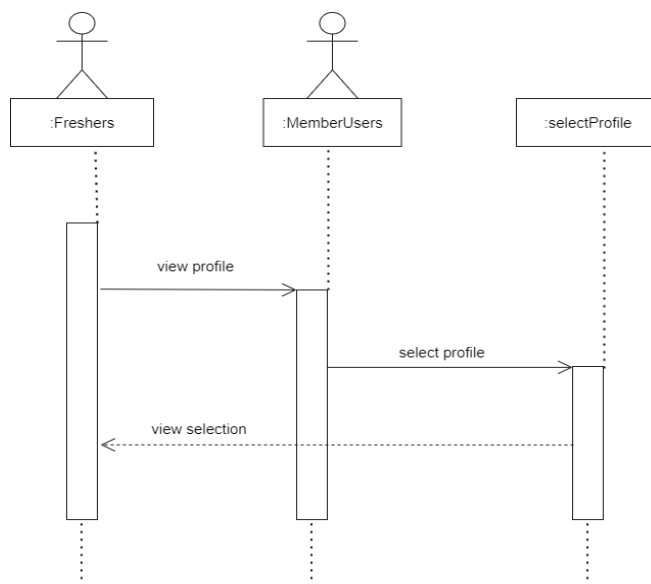 :Freshers
:MemberUsers
:selectProfile
view profile
select profile
view selection